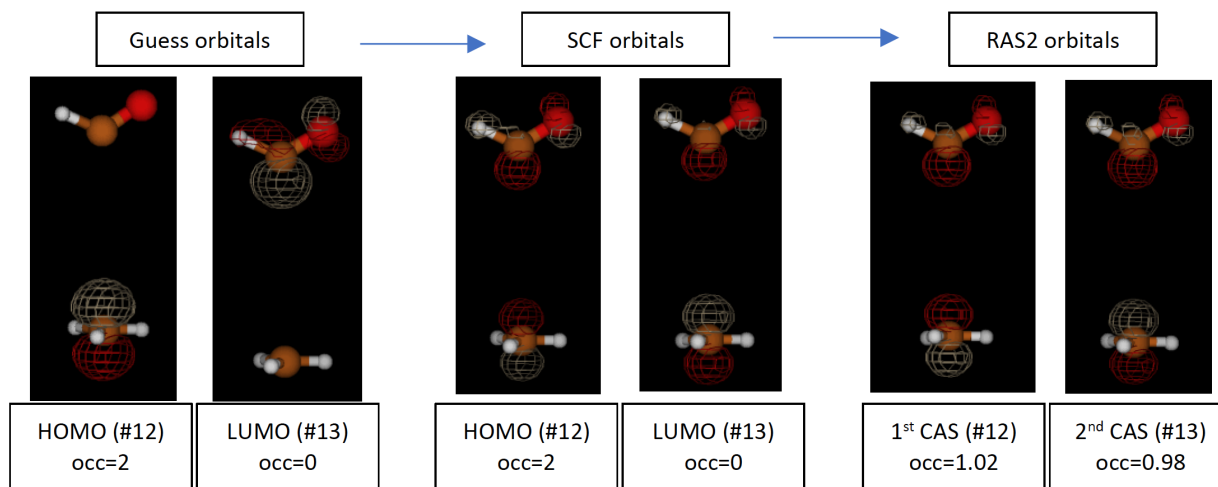 Guess orbitals
SCF orbitals
RAS2 orbitals
HOMO (#12)
occ=2
LUMO (#13)
occ=0
HOMO (#12)
occ=2
LUMO (#13)
occ=0
1st CAS (#12)
occ=1.02
2nd CAS (#13)
occ=0.98